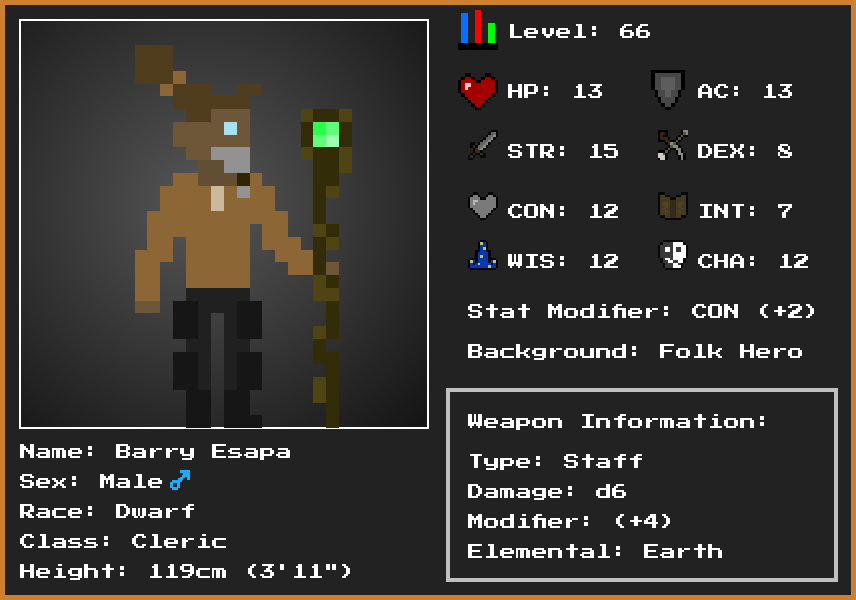 Level: 66
HP: 13
AC: 13
STR: 15
DEX: 8
CON: 12
INT: 7
WIS: 12
CHA: 12
Stat Modifier: CON (+2)
Background: Folk Hero
Weapon Information:
Type: Staff
Damage: d6
Modifier: (+4)
Elemental: Earth
Name: Barry Esapa
Sex: Male♂
Race: Dwarf
Class: Cleric
Height: 119cm (3'11")